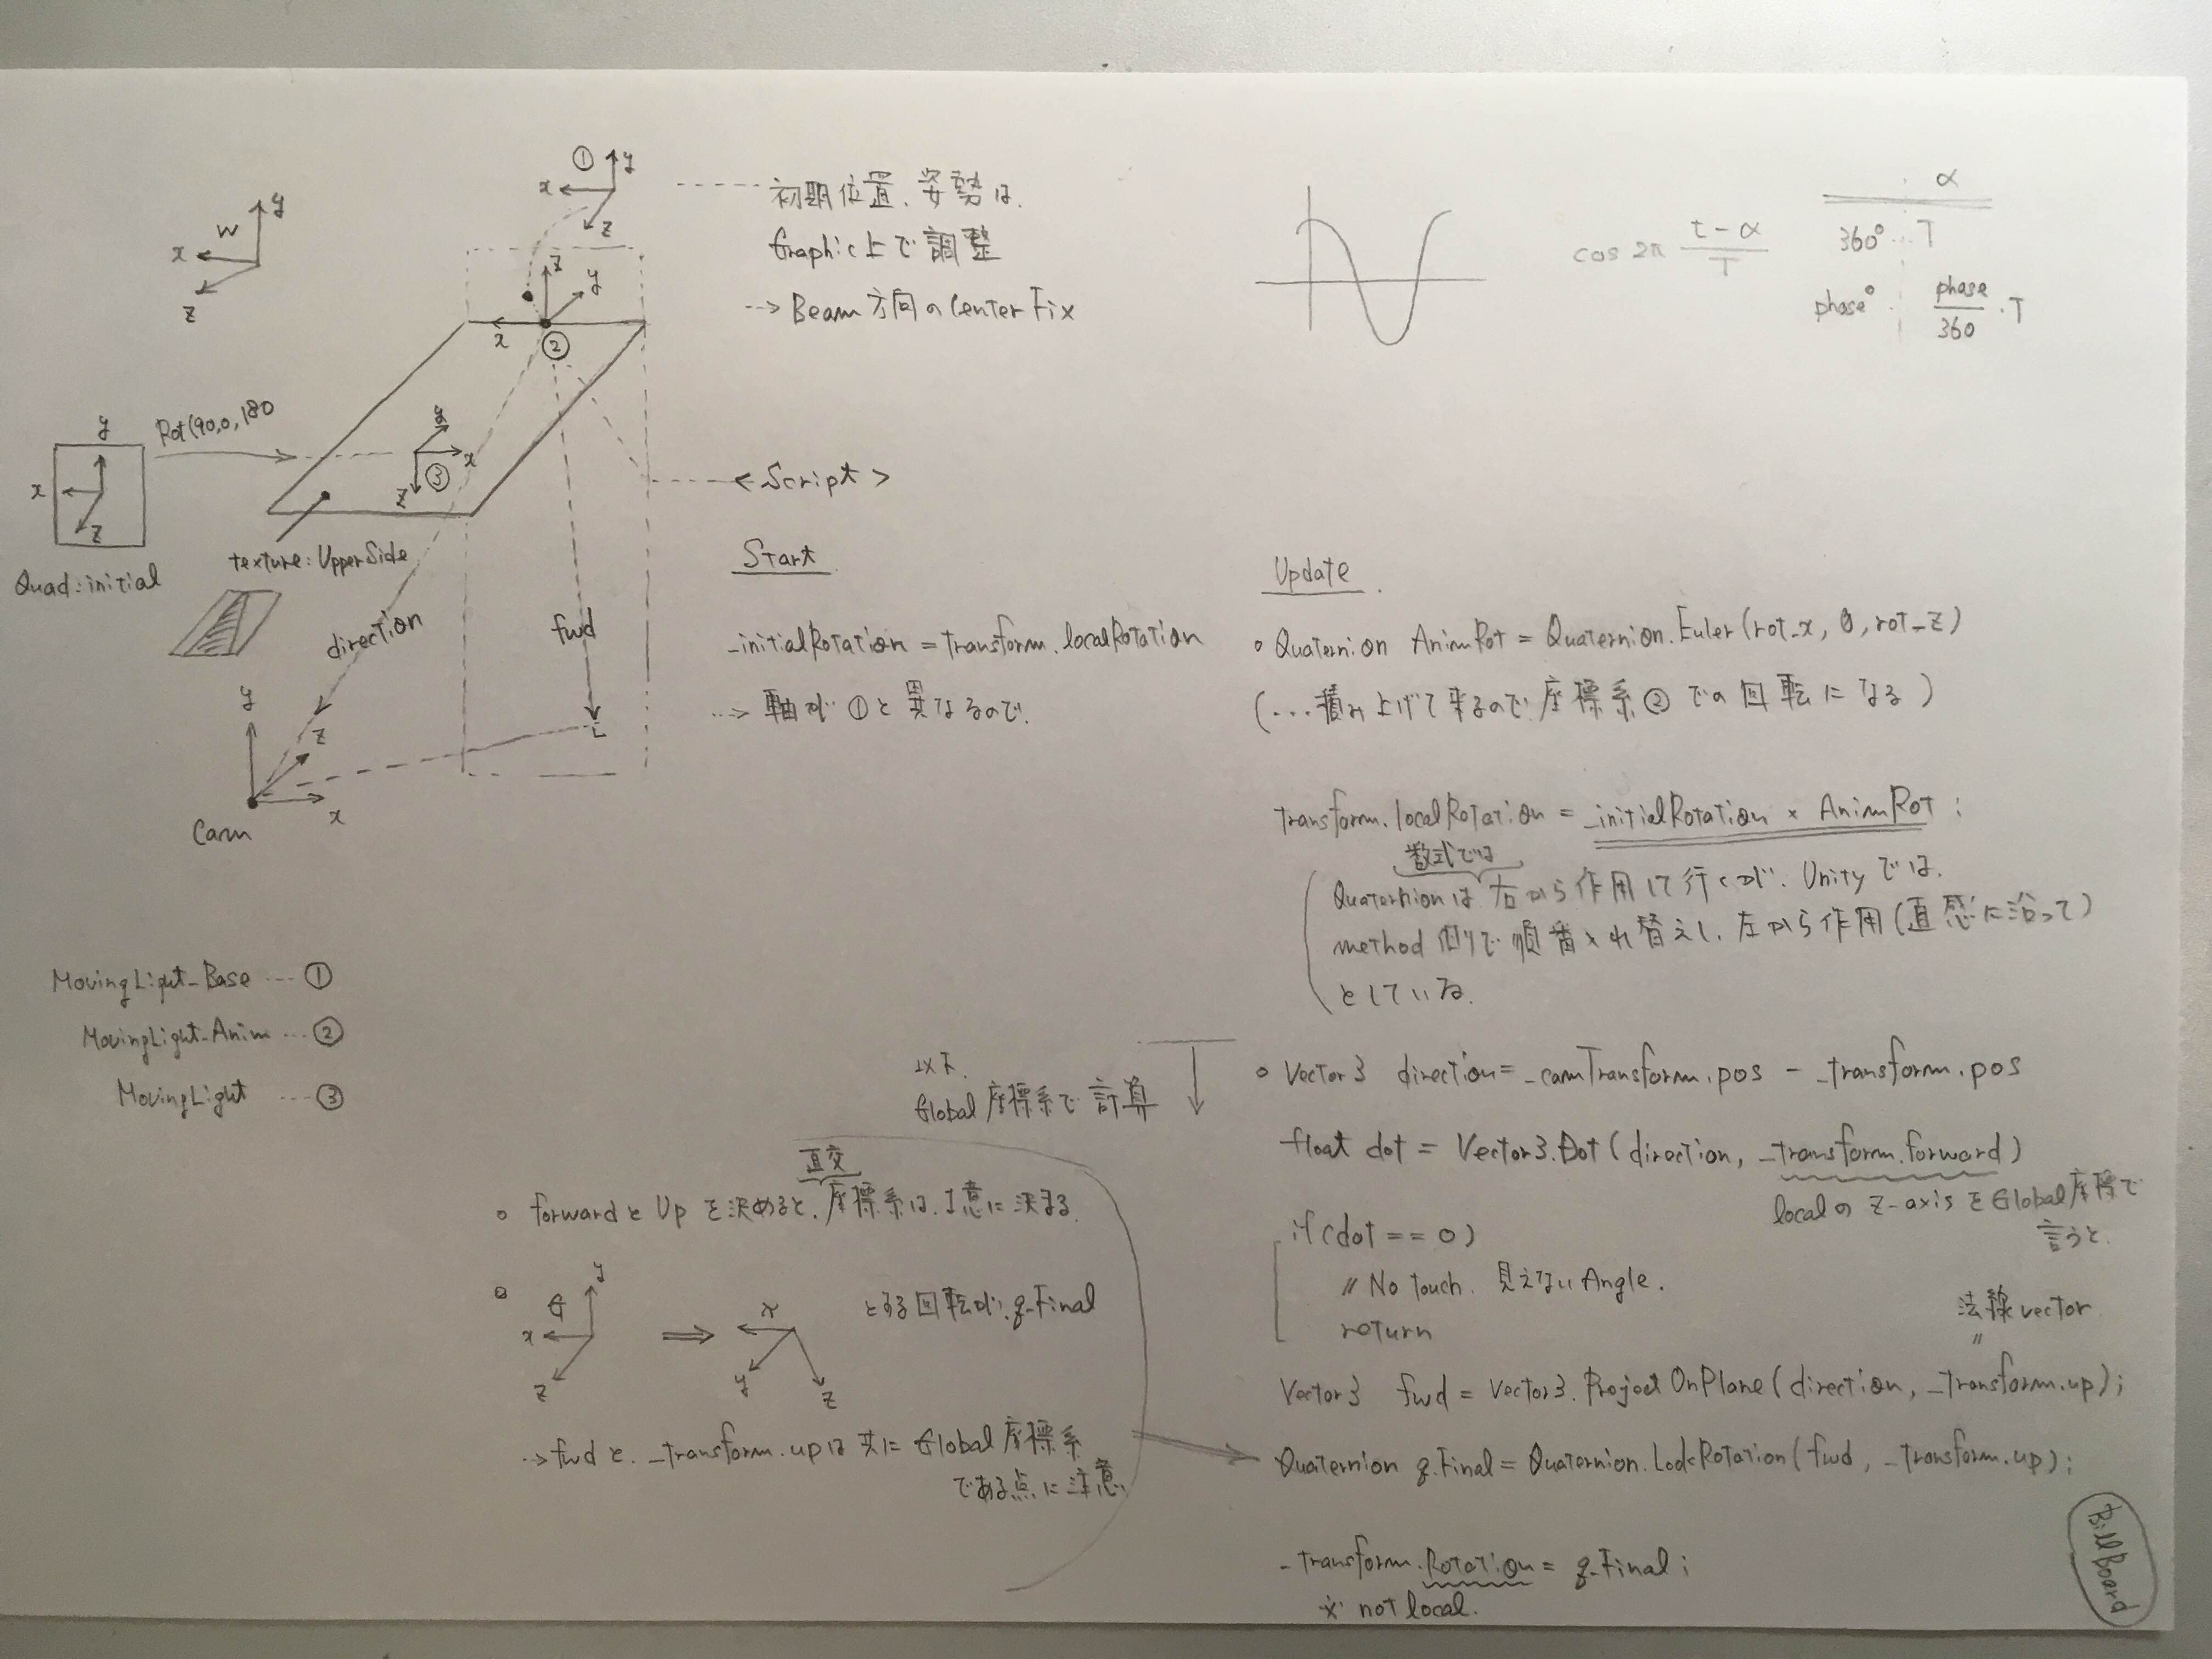 ① y
x
z
W y
x
z
初期位置、姿勢は、
Graphic上で調整
--> Beam方向のCenter Fix
z
y
x
②
y
x
z
Quad:initial
Rot(90,0,180
y
x
③
z
texture:UpperSide
direction
fwd
y
z
x
Cam
<Script>
cos 2π (t-α)/T
α
360° … T
phase° . phase/360 ・T
Start
_initialRotation = transform.localRotation
…> 軸が①と異なるので.
Update
○ Quaternion AnimRot = Quaternion.Euler(rot_x, 0, rot_z)
(…積み上げて来るので座標系②での回転になる)
transform.localRotation = _initialRotation × AnimRot ;
数式では
Quaternionは右から作用して行くが、Unityでは、
method側で順番入れ替えし、左から作用(直感に沿って)
としている.
MovingLight_Base … ①
MovingLight_Anim … ②
MovingLight … ③
以下、
Global座標系で計算
○ Vector3 direction = _camTransform.pos - _transform.pos
float dot = Vector3.Dot(direction, _transform.forward)
localのz-axisをGlobal座標で
言うと.
if(dot == 0)
// No touch. 見えないAngle.
return
法線vector
〃
Vector3 fwd = Vector3.ProjectOnPlane(direction, _transform.up);
Quaternion q_Final = Quaternion.LookRotation(fwd, _transform.up);
_transform.Rotation = q_Final;
※ not local.
BillBoard
直交
○ forwardとUpを決めると、座標系は、1意に決まる.
○ G y
x
z
x
y
z
とする回転が、q_Final
…> fwdと、_transform.upは共にGlobal座標系
である点に注意.